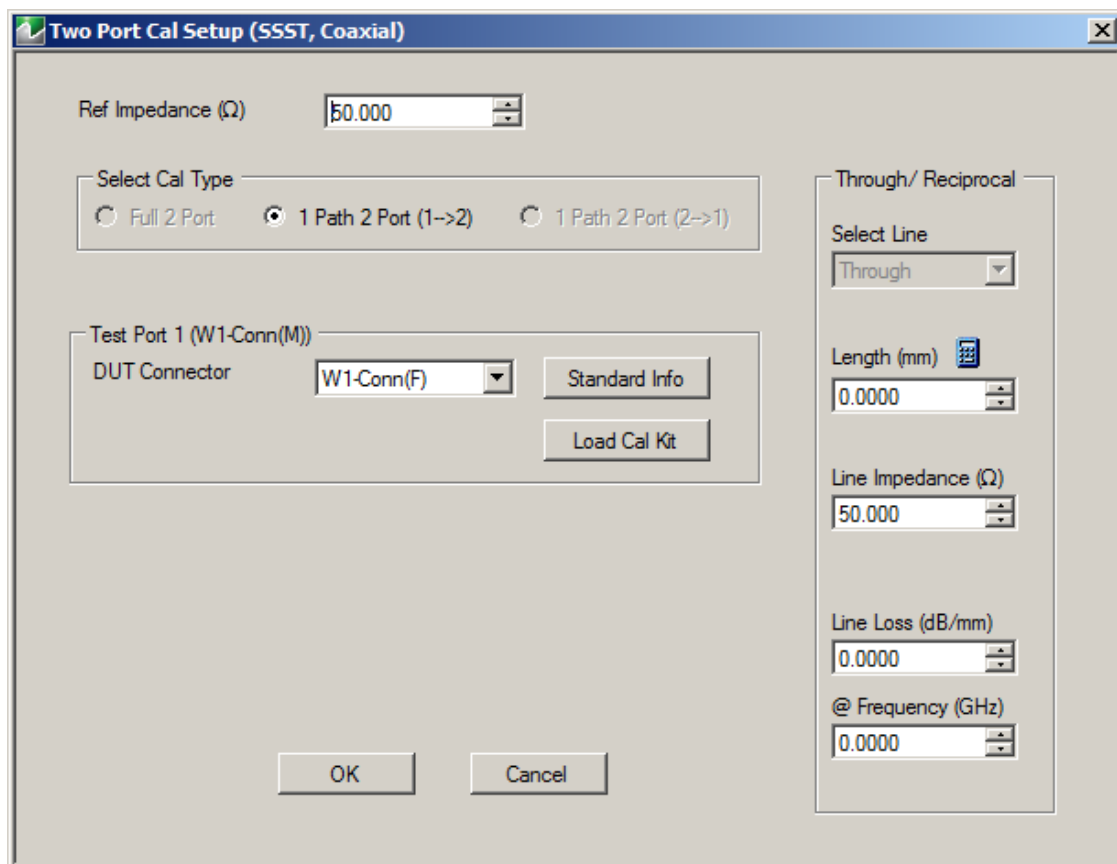 Two Port Cal Setup (SSST, Coaxial)
Ref Impedance (Ω)
50.000
Select Cal Type
Full 2 Port
1 Path 2 Port (1-->2)
1 Path 2 Port (2-->1)
Test Port 1 (W1-Conn(M))
DUT Connector
W1-Conn(F)
Standard Info
Load Cal Kit
Through/ Reciprocal
Select Line
Through
Length (mm)
0.0000
Line Impedance (Ω)
50.000
Line Loss (dB/mm)
0.0000
@ Frequency (GHz)
0.0000
OK
Cancel